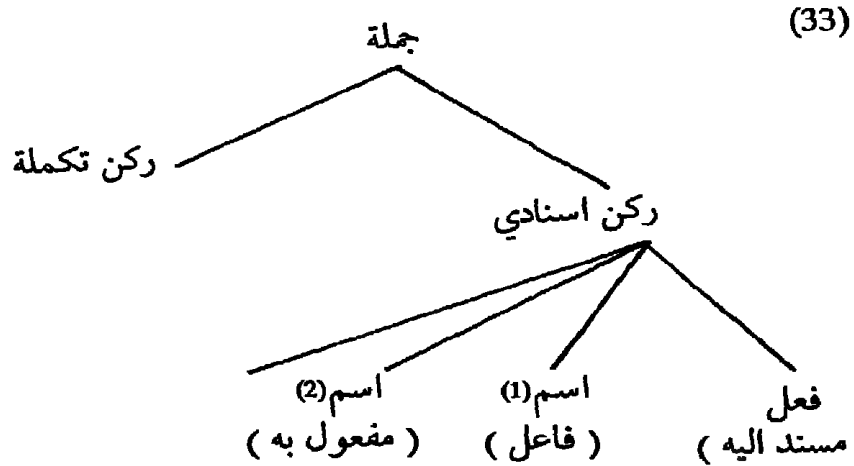 (33)
جملة
ركن اسنادي ركن تكملة
فعل اسم(1) اسم(2)
مسند اليه ) ( فاعل ) ( مفعول به )